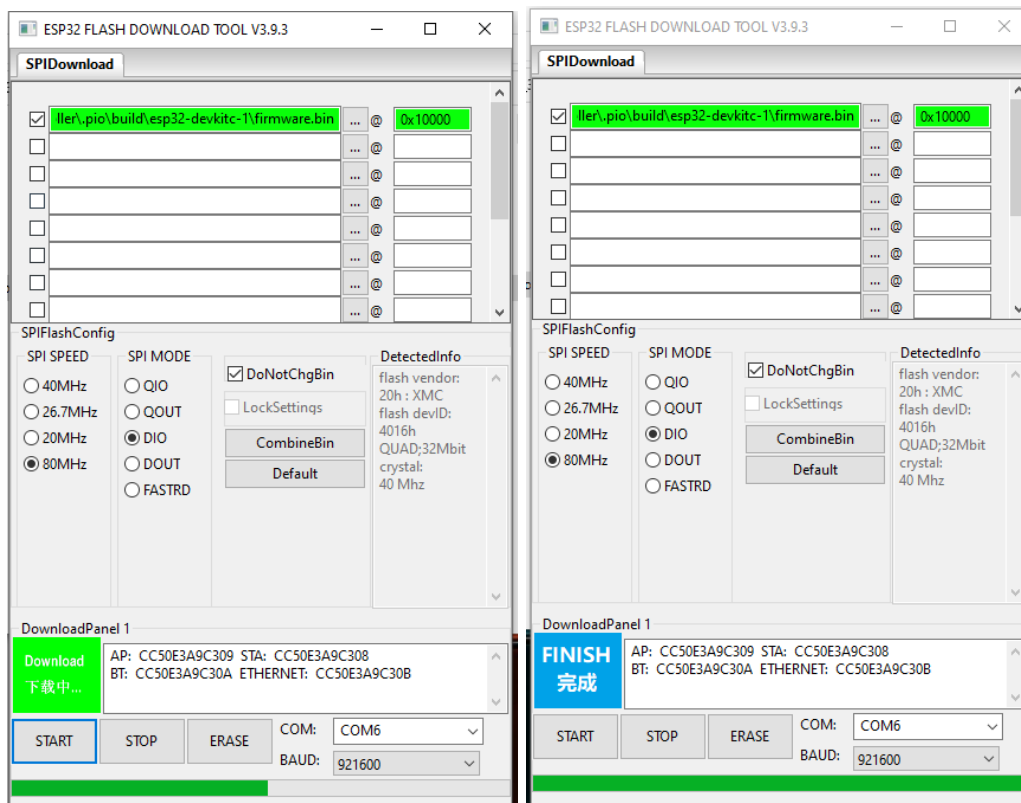 ESP32 FLASH DOWNLOAD TOOL V3.9.3
SPIDownload
ller\.pio\build\esp32-devkitc-1\firmware.bin ... @ 0x10000
... @
... @
... @
... @
... @
... @
... @
SPIFlashConfig
SPI SPEED
40MHz
26.7MHz
20MHz
80MHz
SPI MODE
QIO
QOUT
DIO
DOUT
FASTRD
DoNotChgBin
LockSettings
CombineBin
Default
DetectedInfo
flash vendor:
20h : XMC
flash devID:
4016h
QUAD;32Mbit
crystal:
40 Mhz
DownloadPanel 1
Download
下载中...
AP: CC50E3A9C309 STA: CC50E3A9C308
BT: CC50E3A9C30A ETHERNET: CC50E3A9C30B
START
STOP
ERASE
COM: COM6
BAUD: 921600
ESP32 FLASH DOWNLOAD TOOL V3.9.3
SPIDownload
ller\.pio\build\esp32-devkitc-1\firmware.bin ... @ 0x10000
... @
... @
... @
... @
... @
... @
... @
SPIFlashConfig
SPI SPEED
40MHz
26.7MHz
20MHz
80MHz
SPI MODE
QIO
QOUT
DIO
DOUT
FASTRD
DoNotChgBin
LockSettings
CombineBin
Default
DetectedInfo
flash vendor:
20h : XMC
flash devID:
4016h
QUAD;32Mbit
crystal:
40 Mhz
DownloadPanel 1
FINISH
完成
AP: CC50E3A9C309 STA: CC50E3A9C308
BT: CC50E3A9C30A ETHERNET: CC50E3A9C30B
START
STOP
ERASE
COM: COM6
BAUD: 921600